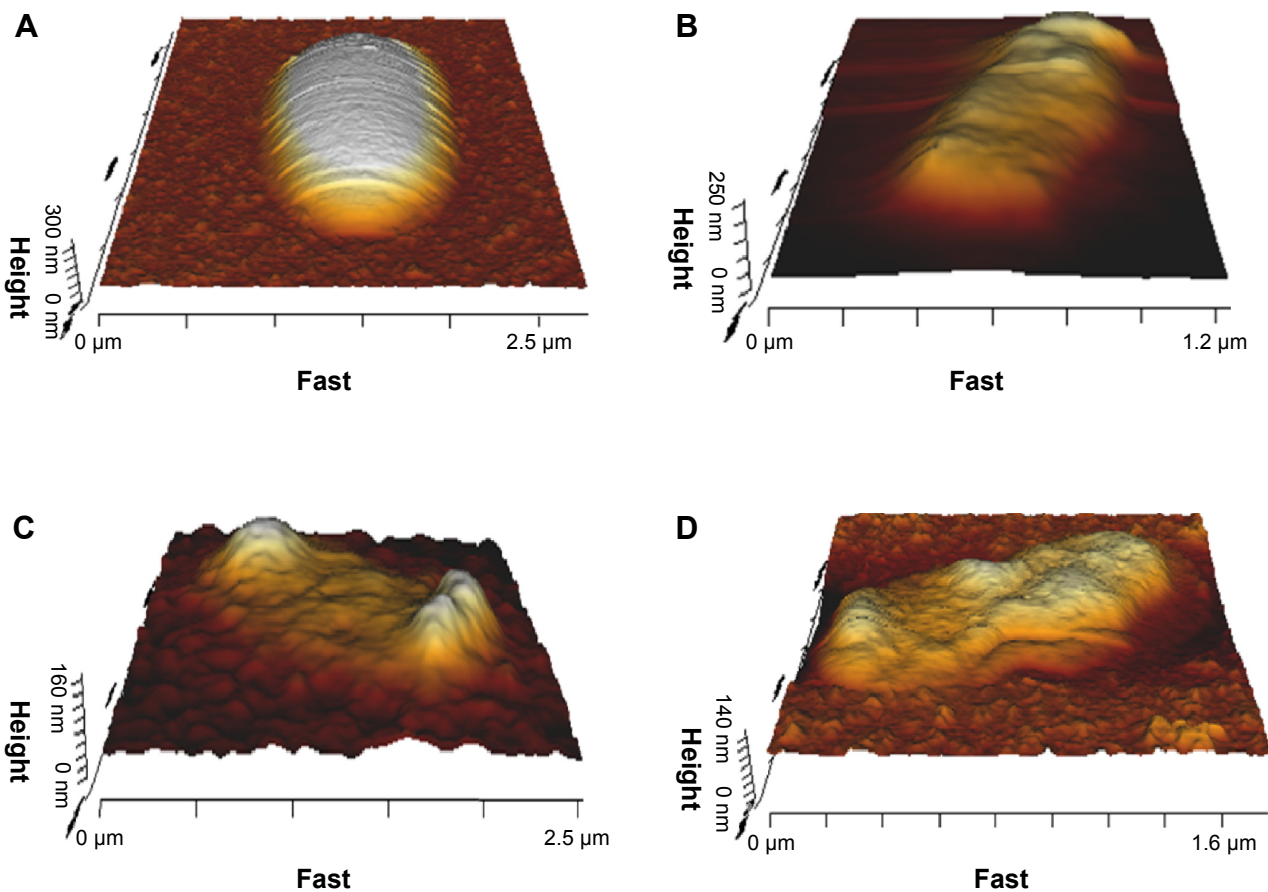 A
300 nm
0 nm
Height
0 µm
2.5 µm
Fast
B
250 nm
0 nm
Height
0 µm
1.2 µm
Fast
C
160 nm
0 nm
Height
0 µm
2.5 µm
Fast
D
140 nm
0 nm
Height
0 µm
1.6 µm
Fast